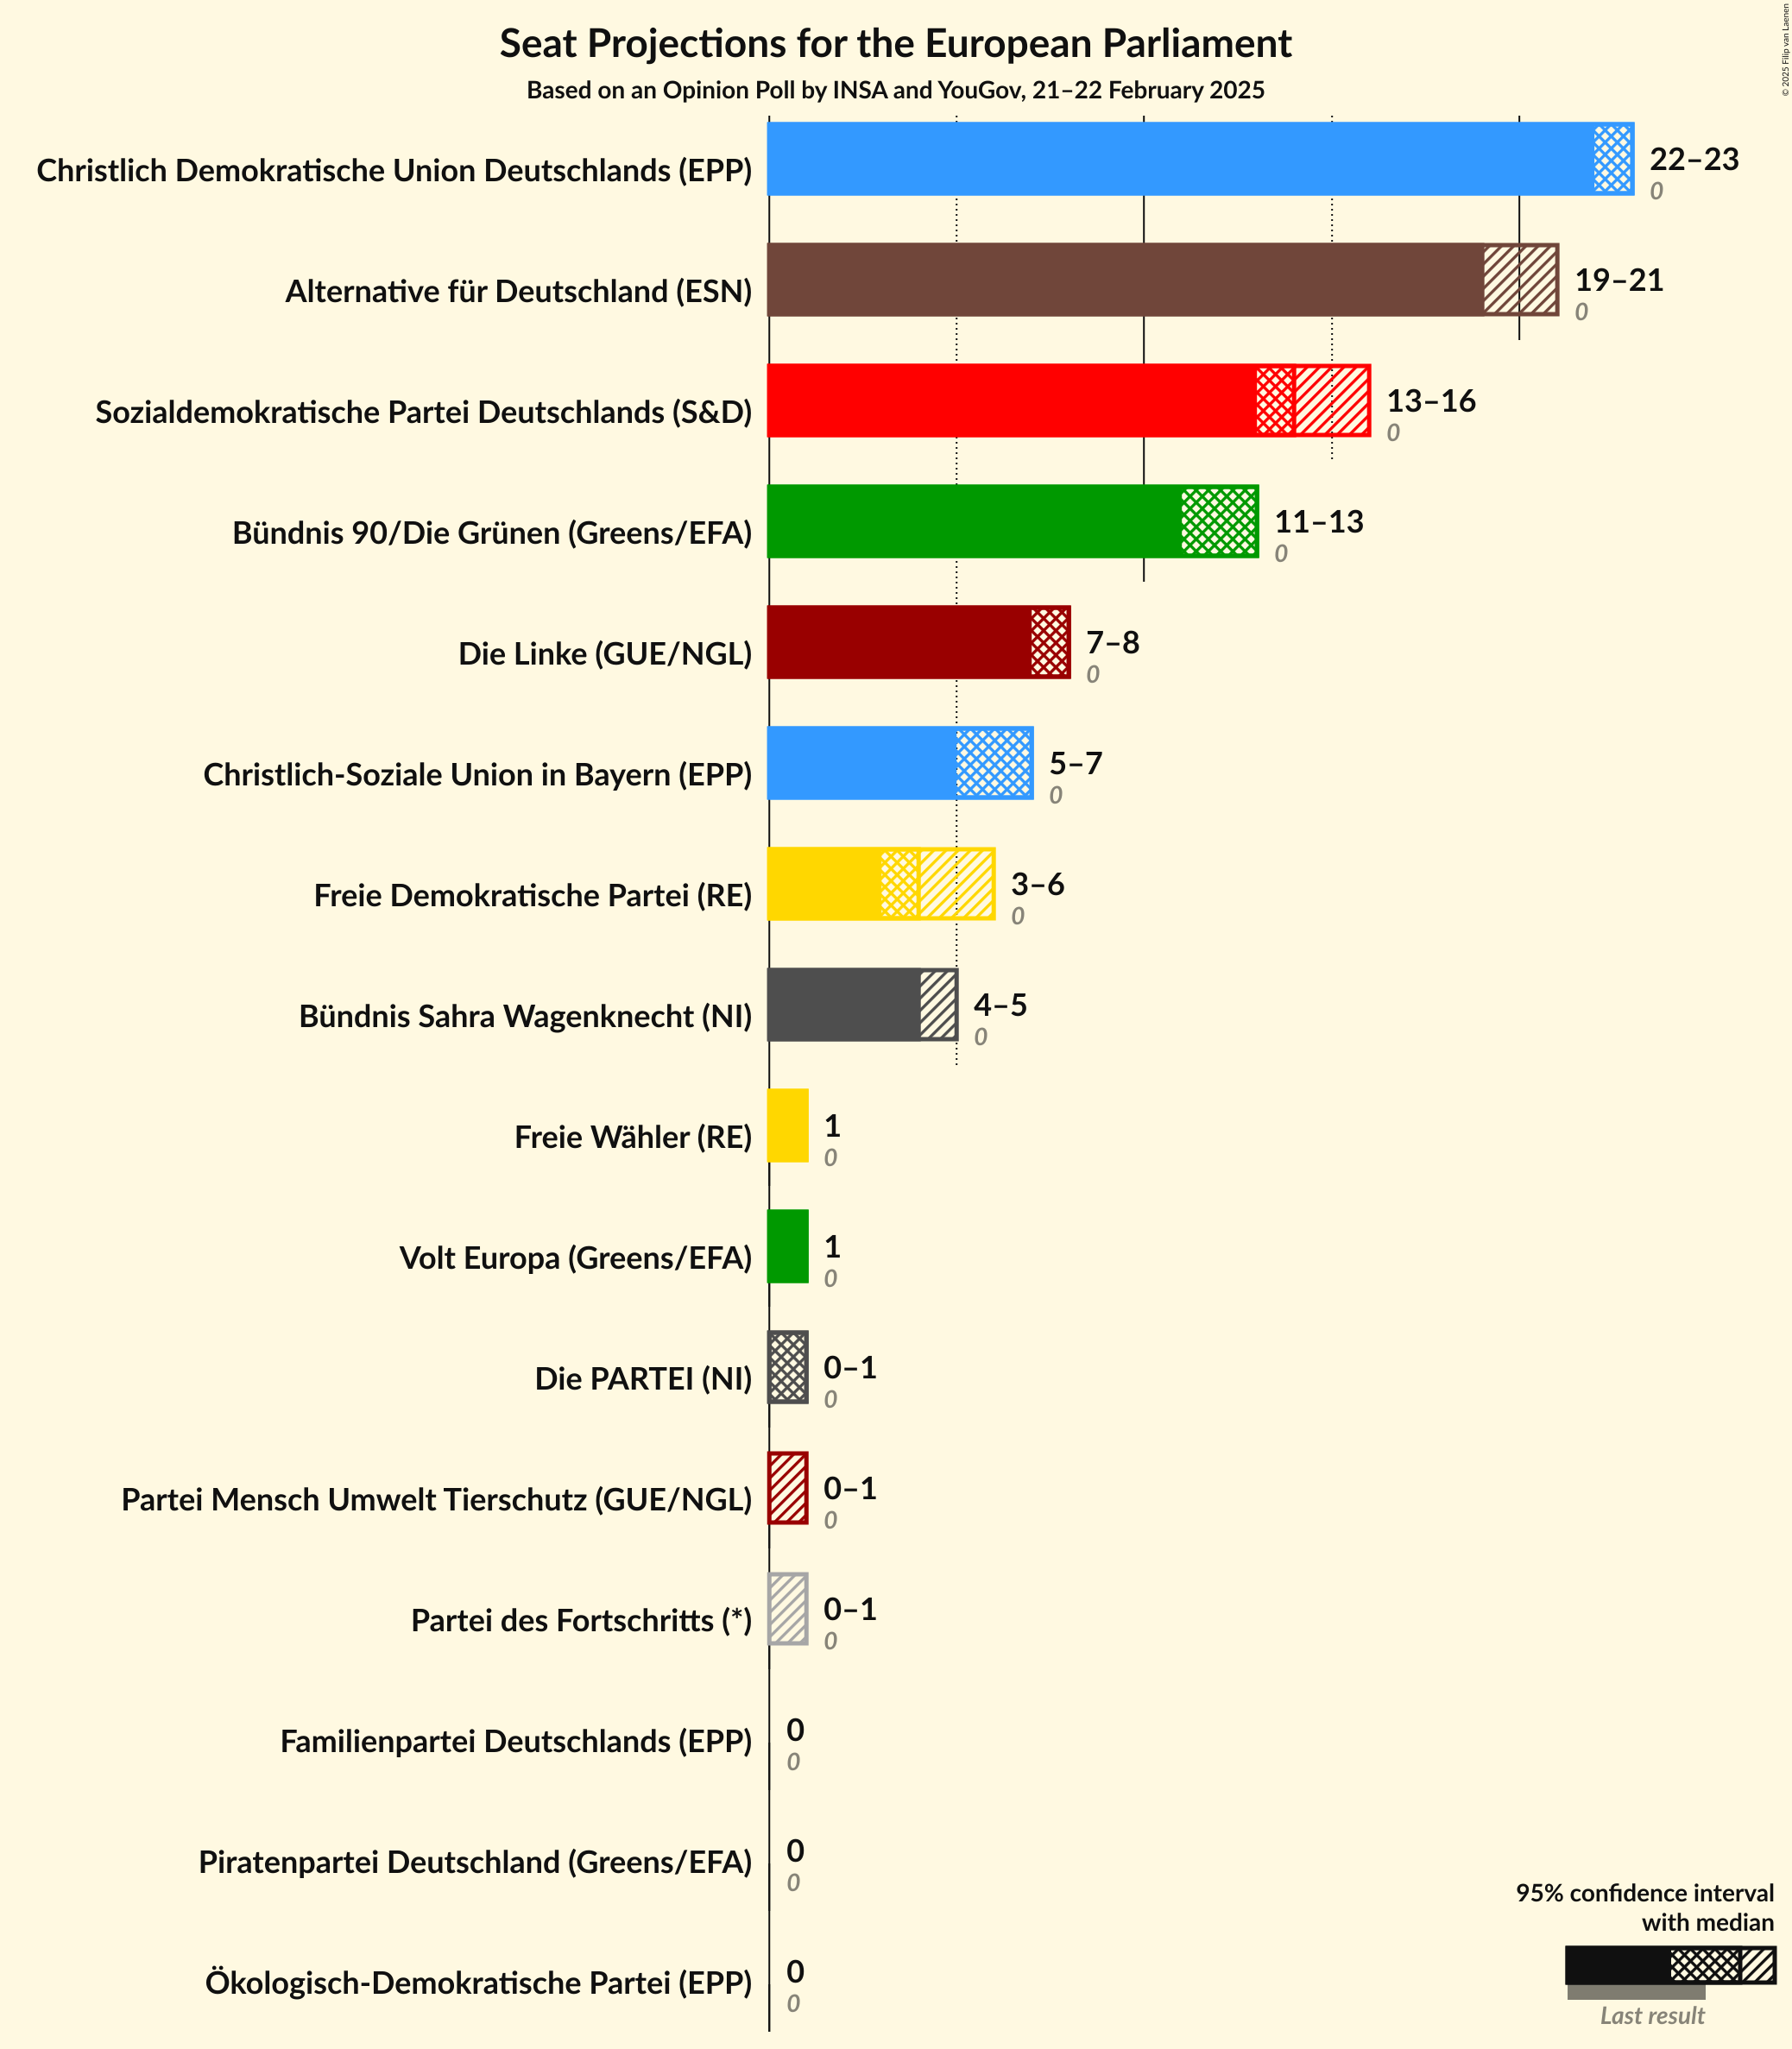 Seat Projections for the European Parliament
Based on an Opinion Poll by INSA and YouGov, 21–22 February 2025
© 2025 Filip van Laenen
Christlich Demokratische Union Deutschlands (EPP)
22–23
0
Alternative für Deutschland (ESN)
19–21
0
Sozialdemokratische Partei Deutschlands (S&D)
13–16
0
Bündnis 90/Die Grünen (Greens/EFA)
11–13
0
Die Linke (GUE/NGL)
7–8
0
Christlich-Soziale Union in Bayern (EPP)
5–7
0
Freie Demokratische Partei (RE)
3–6
0
Bündnis Sahra Wagenknecht (NI)
4–5
0
Freie Wähler (RE)
1
0
Volt Europa (Greens/EFA)
1
0
Die PARTEI (NI)
0–1
0
Partei Mensch Umwelt Tierschutz (GUE/NGL)
0–1
0
Partei des Fortschritts (*)
0–1
0
Familienpartei Deutschlands (EPP)
0
0
Piratenpartei Deutschland (Greens/EFA)
0
0
Ökologisch-Demokratische Partei (EPP)
0
0
95% confidence interval
with median
Last result